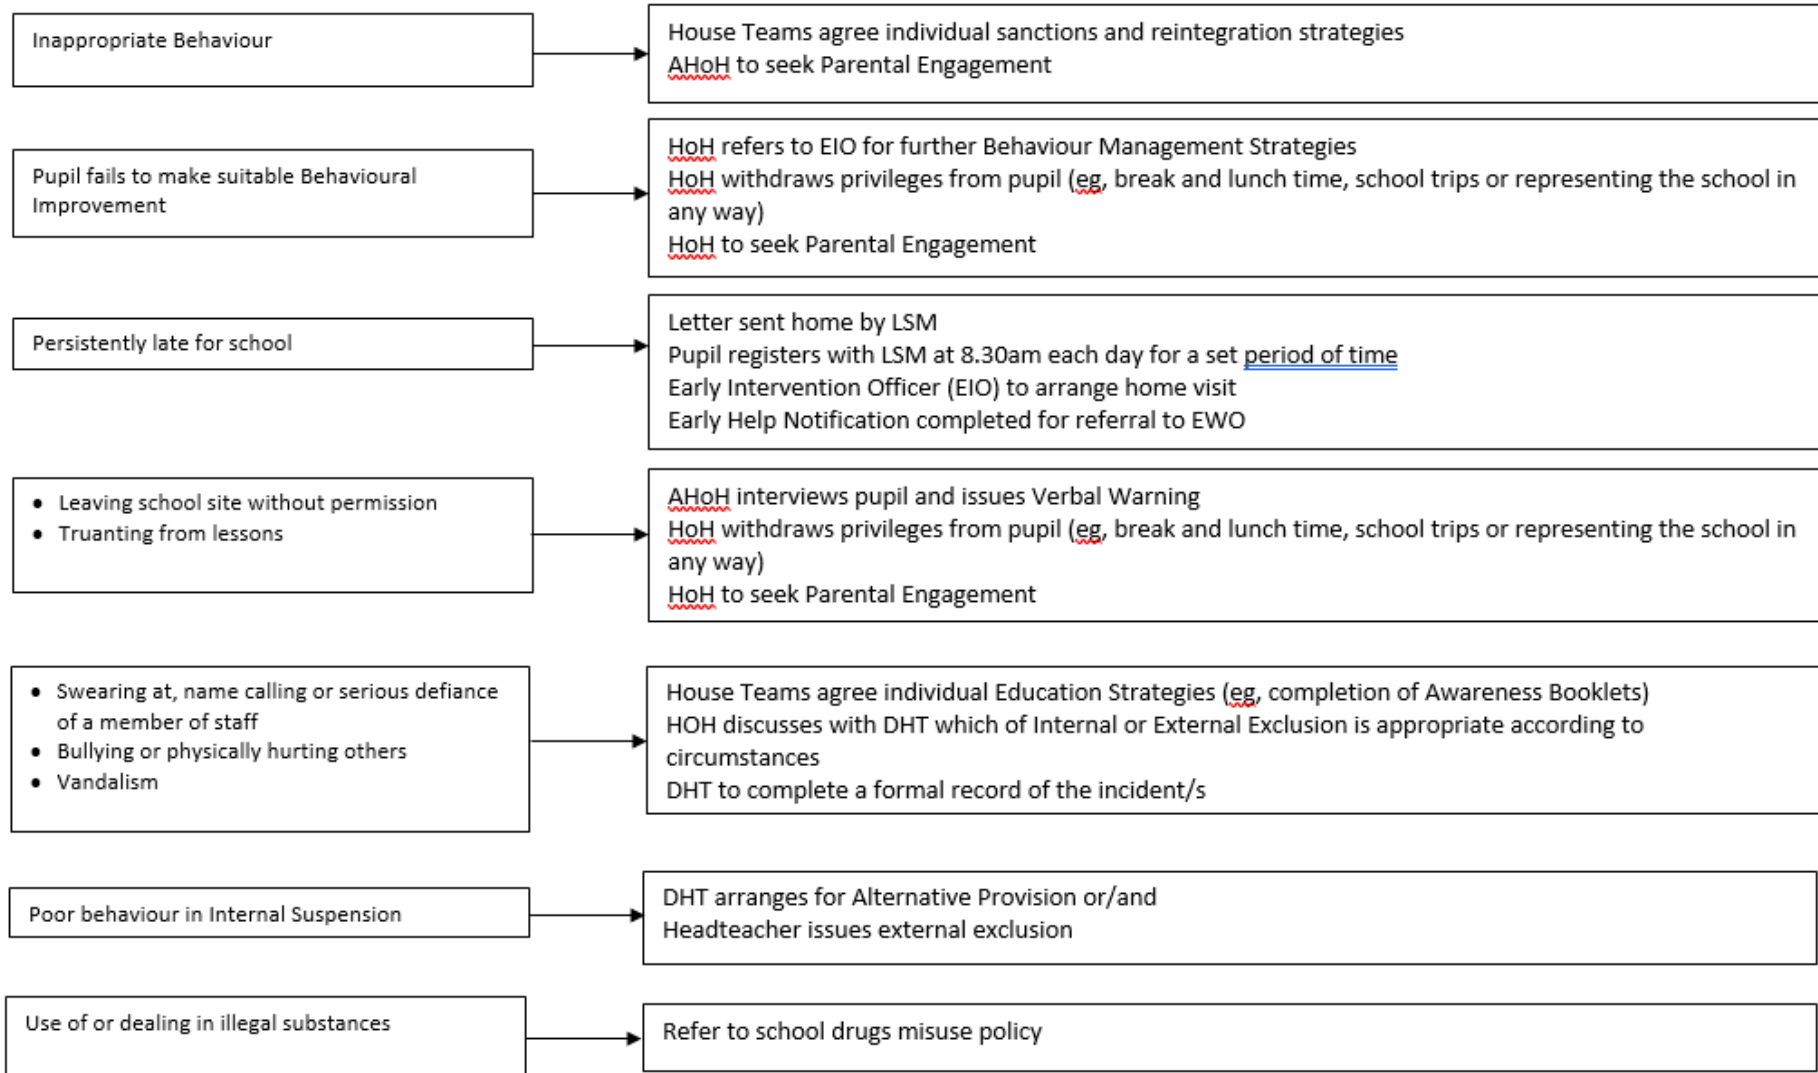 Inappropriate Behaviour
House Teams agree individual sanctions and reintegration strategies
AHoH to seek Parental Engagement
Pupil fails to make suitable Behavioural
Improvement
HoH refers to EIO for further Behaviour Management Strategies
HoH withdraws privileges from pupil (eg, break and lunch time, school trips or representing the school in
any way)
HoH to seek Parental Engagement
Persistently late for school
Letter sent home by LSM
Pupil registers with LSM at 8.30am each day for a set period of time
Early Intervention Officer (EIO) to arrange home visit
Early Help Notification completed for referral to EWO
• Leaving school site without permission
• Truanting from lessons
AHoH interviews pupil and issues Verbal Warning
HoH withdraws privileges from pupil (eg, break and lunch time, school trips or representing the school in
any way)
HoH to seek Parental Engagement
• Swearing at, name calling or serious defiance
of a member of staff
• Bullying or physically hurting others
• Vandalism
House Teams agree individual Education Strategies (eg, completion of Awareness Booklets)
HOH discusses with DHT which of Internal or External Exclusion is appropriate according to
circumstances
DHT to complete a formal record of the incident/s
Poor behaviour in Internal Suspension
DHT arranges for Alternative Provision or/and
Headteacher issues external exclusion
Use of or dealing in illegal substances
Refer to school drugs misuse policy